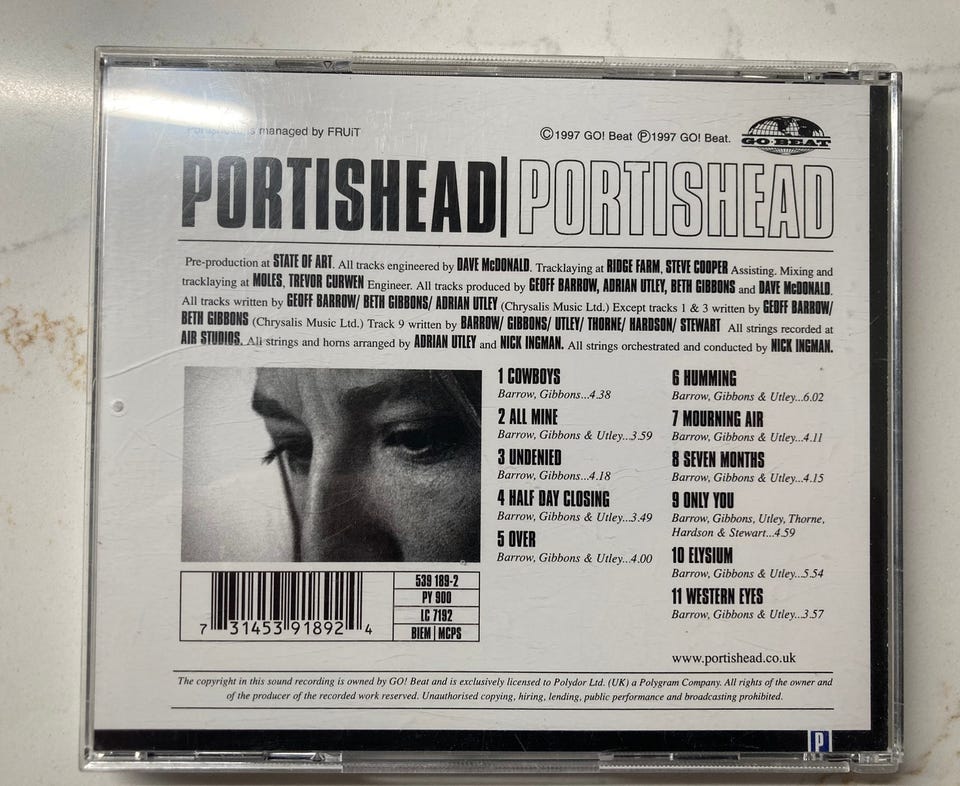 managed by FRUiT
©1997 GO! Beat ℗1997 GO! Beat.
GO BEAT
PORTISHEAD|PORTISHEAD
Pre-production at STATE OF ART. All tracks engineered by DAVE McDONALD. Tracklaying at RIDGE FARM, STEVE COOPER Assisting. Mixing and
tracklaying at MOLES, TREVOR CURWEN Engineer. All tracks produced by GEOFF BARROW, ADRIAN UTLEY, BETH GIBBONS and DAVE McDONALD.
All tracks written by GEOFF BARROW/ BETH GIBBONS/ ADRIAN UTLEY (Chrysalis Music Ltd.) Except tracks 1 & 3 written by GEOFF BARROW/
BETH GIBBONS (Chrysalis Music Ltd.) Track 9 written by BARROW/ GIBBONS/ UTLEY/ THORNE/ HARDSON/ STEWART All strings recorded at
AIR STUDIOS. All strings and horns arranged by ADRIAN UTLEY and NICK INGMAN. All strings orchestrated and conducted by NICK INGMAN.
1 COWBOYS
Barrow, Gibbons...4.38
2 ALL MINE
Barrow, Gibbons & Utley...3.59
3 UNDENIED
Barrow, Gibbons...4.18
4 HALF DAY CLOSING
Barrow, Gibbons & Utley...3.49
5 OVER
Barrow, Gibbons & Utley...4.00
6 HUMMING
Barrow, Gibbons & Utley...6.02
7 MOURNING AIR
Barrow, Gibbons & Utley...4.11
8 SEVEN MONTHS
Barrow, Gibbons & Utley...4.15
9 ONLY YOU
Barrow, Gibbons, Utley, Thorne,
Hardson & Stewart...4.59
10 ELYSIUM
Barrow, Gibbons & Utley...5.54
11 WESTERN EYES
Barrow, Gibbons & Utley...3.57
539 189-2
PY 900
LC 7192
BIEM | MCPS
7 31453 91892 4
www.portishead.co.uk
The copyright in this sound recording is owned by GO! Beat and is exclusively licensed to Polydor Ltd. (UK) a Polygram Company. All rights of the owner and
of the producer of the recorded work reserved. Unauthorised copying, hiring, lending, public performance and broadcasting prohibited.
P